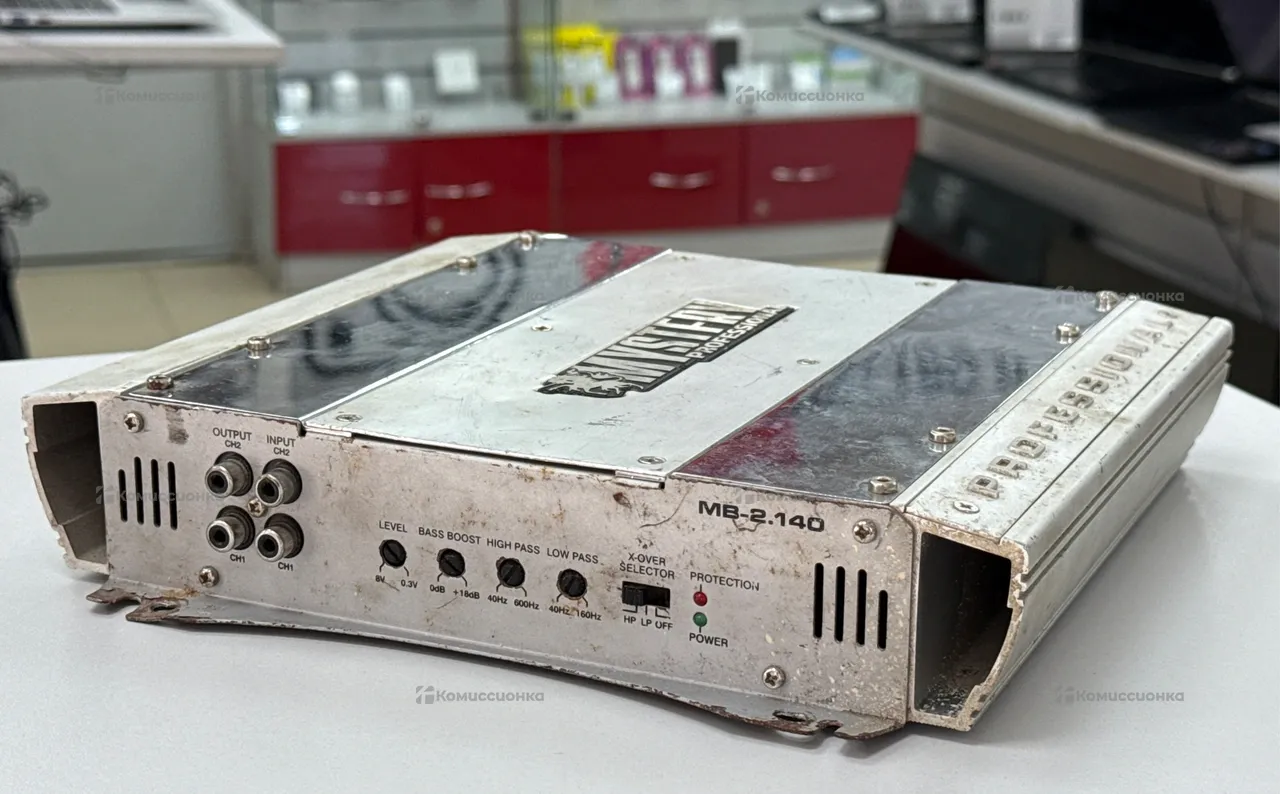 Комиссионка
Комиссионка
Комиссионка
MYSTERY
PROFESSIONAL
PROFESSIONAL
OUTPUT
CH2
INPUT
CH2
CH1
CH1
MB-2.140
LEVEL
8V 0.3V
BASS BOOST
0dB +18dB
HIGH PASS
40Hz 600Hz
LOW PASS
40Hz 160Hz
X-OVER
SELECTOR
HP LP OFF
PROTECTION
POWER
Комиссионка
Комиссионка
Комиссионка